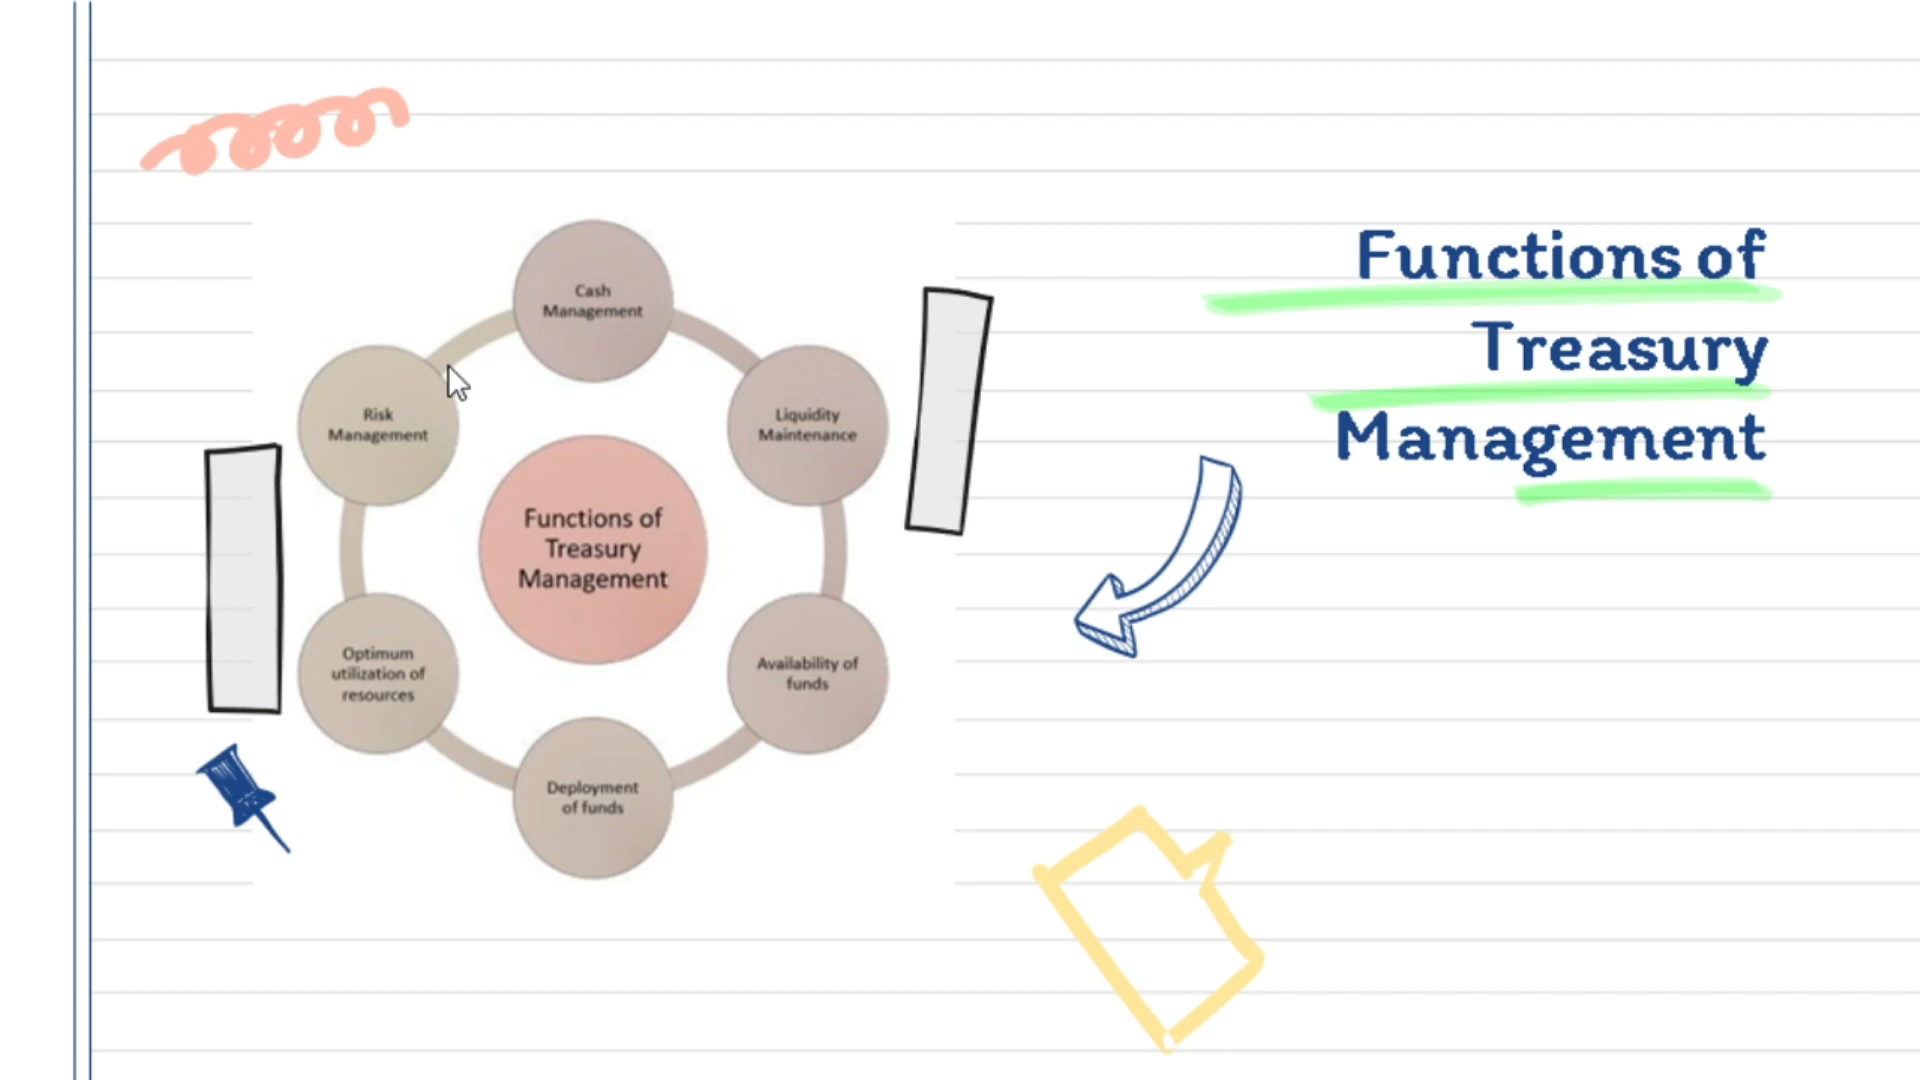 Functions of
Treasury
Management
Cash
Management
Liquidity
Maintenance
Availability of
funds
Deployment
of funds
Optimum
utilization of
resources
Risk
Management
Functions of
Treasury
Management